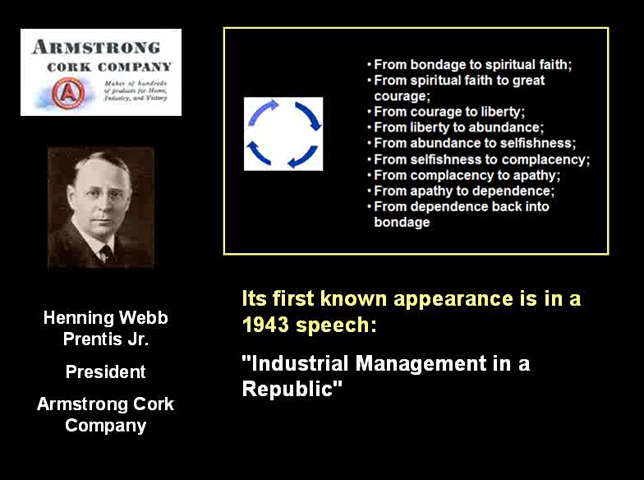 ARMSTRONG
CORK COMPANY
Maker of hundreds
of products for Home,
Industry, and Victory
A
Henning Webb
Prentis Jr.
President
Armstrong Cork
Company
• From bondage to spiritual faith;
• From spiritual faith to great
courage;
• From courage to liberty;
• From liberty to abundance;
• From abundance to selfishness;
• From selfishness to complacency;
• From complacency to apathy;
• From apathy to dependence;
• From dependence back into
bondage
Its first known appearance is in a
1943 speech:
"Industrial Management in a
Republic"